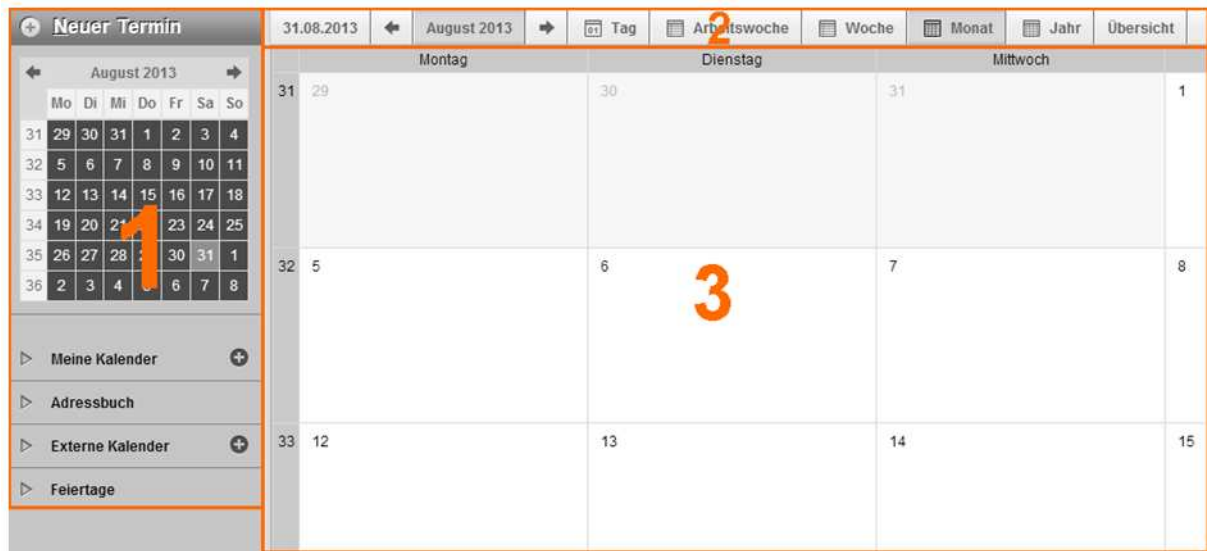 Neuer Termin
August 2013
Mo Di Mi Do Fr Sa So
31 29 30 31 1 2 3 4
32 5 6 7 8 9 10 11
33 12 13 14 15 16 17 18
34 19 20 21 23 24 25
35 26 27 28 30 31 1
36 2 3 4 6 7 8
1
Meine Kalender
Adressbuch
Externe Kalender
Feiertage
31.08.2013 August 2013 01 Tag Arbeitswoche Woche Monat Jahr Übersicht
2
Montag Dienstag Mittwoch
31 29 30 31 1
32 5 6 7 8
3
33 12 13 14 15